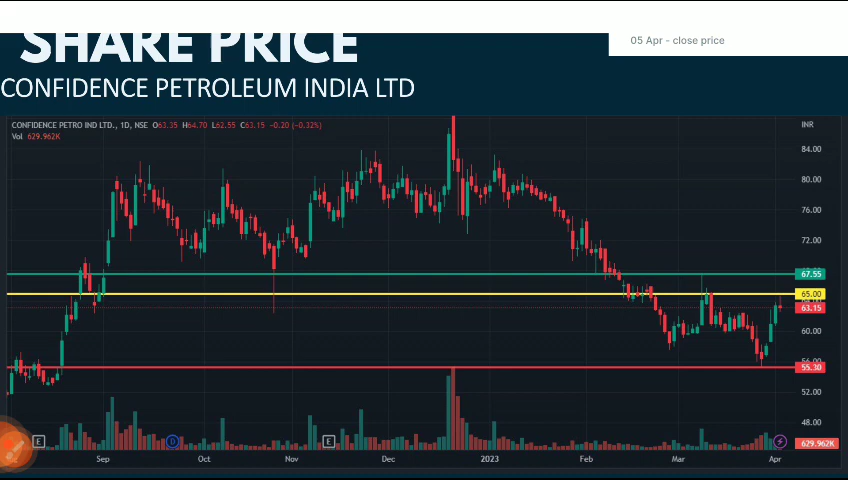 SHARE PRICE
05 Apr - close price
CONFIDENCE PETROLEUM INDIA LTD
CONFIDENCE PETRO IND LTD., 1D, NSE O63.35 H64.70 L62.55 C63.15 -0.20 (-0.32%)
INR
Vol 629.962K
84.00
80.00
76.00
72.00
67.55
65.00
63.15
60.00
56.00
55.30
52.00
48.00
629.962K
E D E
Sep Oct Nov Dec 2023 Feb Mar Apr